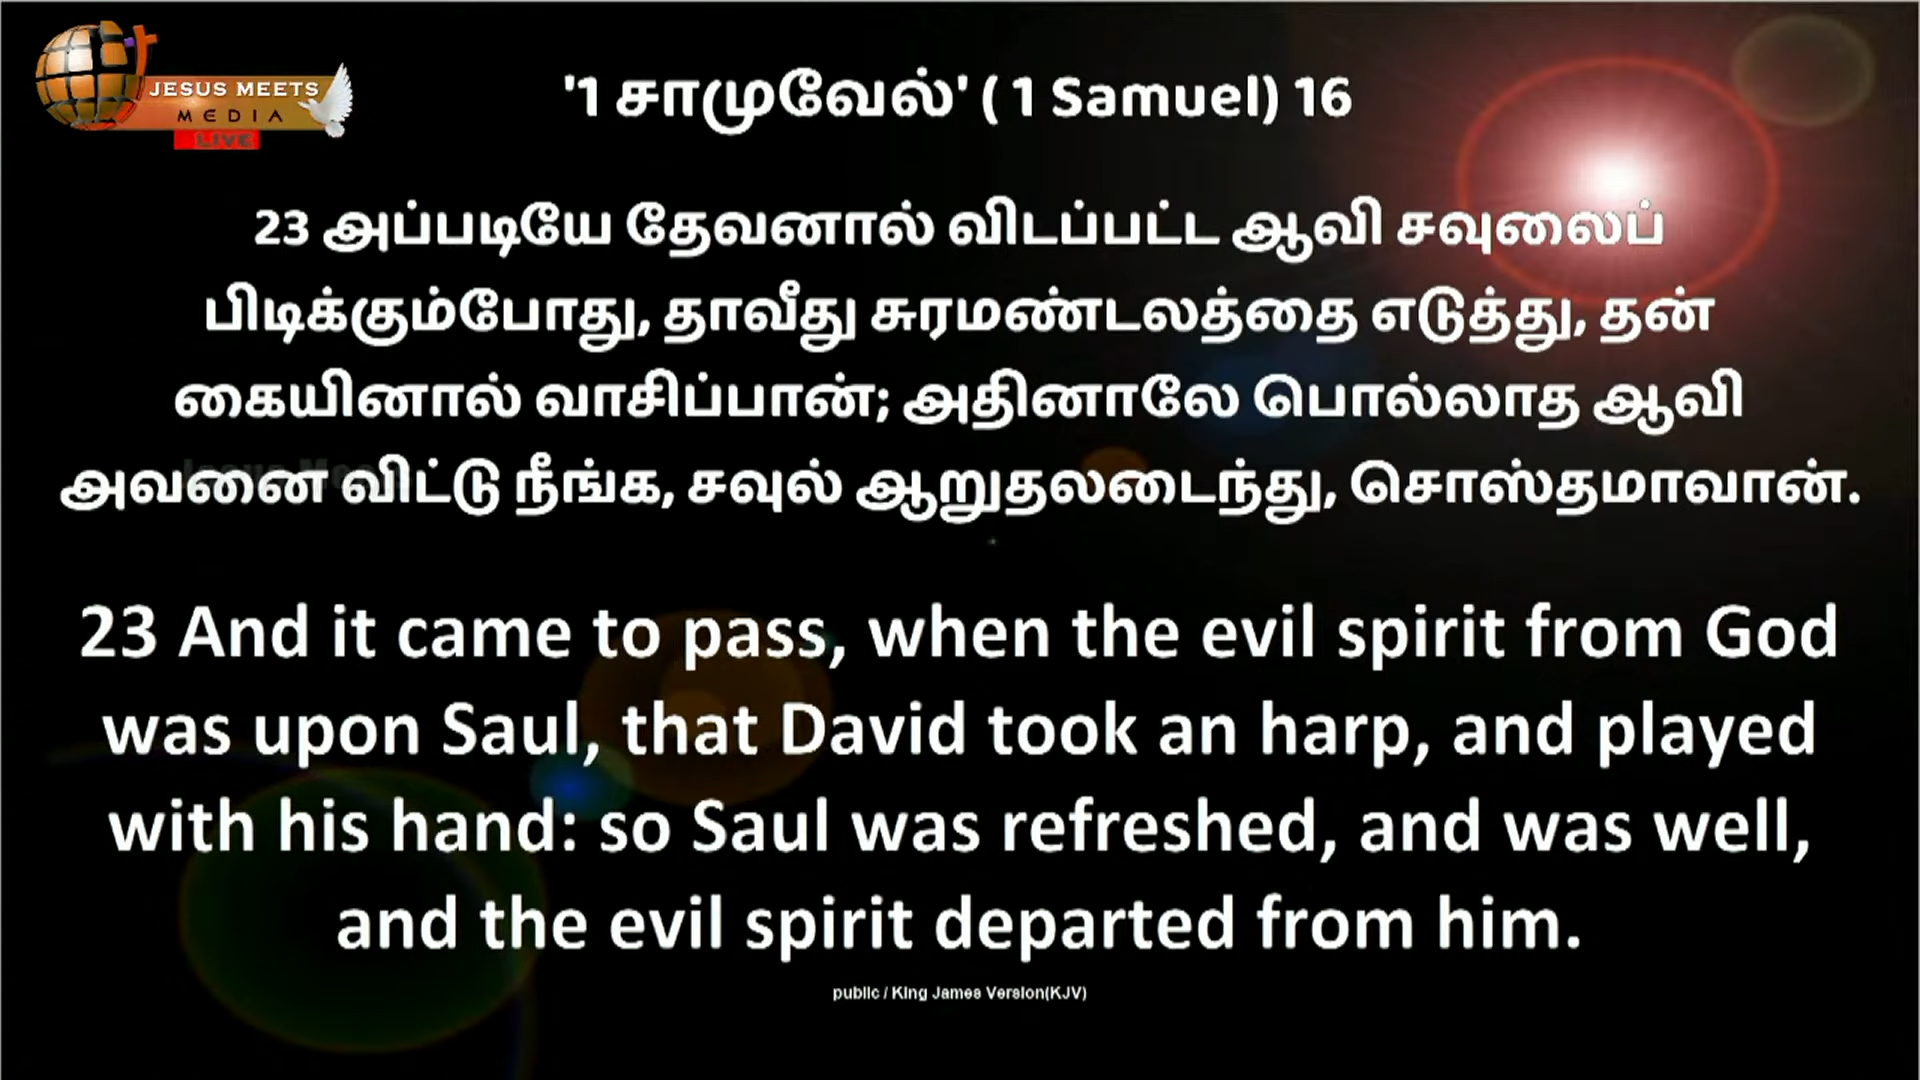 JESUS MEETS
MEDIA
LIVE
'1 சாமுவேல்' ( 1 Samuel) 16
23 அப்படியே தேவனால் விடப்பட்ட ஆவி சவுலைப்
பிடிக்கும்போது, தாவீது சுரமண்டலத்தை எடுத்து, தன்
கையினால் வாசிப்பான்; அதினாலே பொல்லாத ஆவி
அவனை விட்டு நீங்க, சவுல் ஆறுதலடைந்து, சொஸ்தமாவான்.
23 And it came to pass, when the evil spirit from God
was upon Saul, that David took an harp, and played
with his hand: so Saul was refreshed, and was well,
and the evil spirit departed from him.
public / King James Version(KJV)